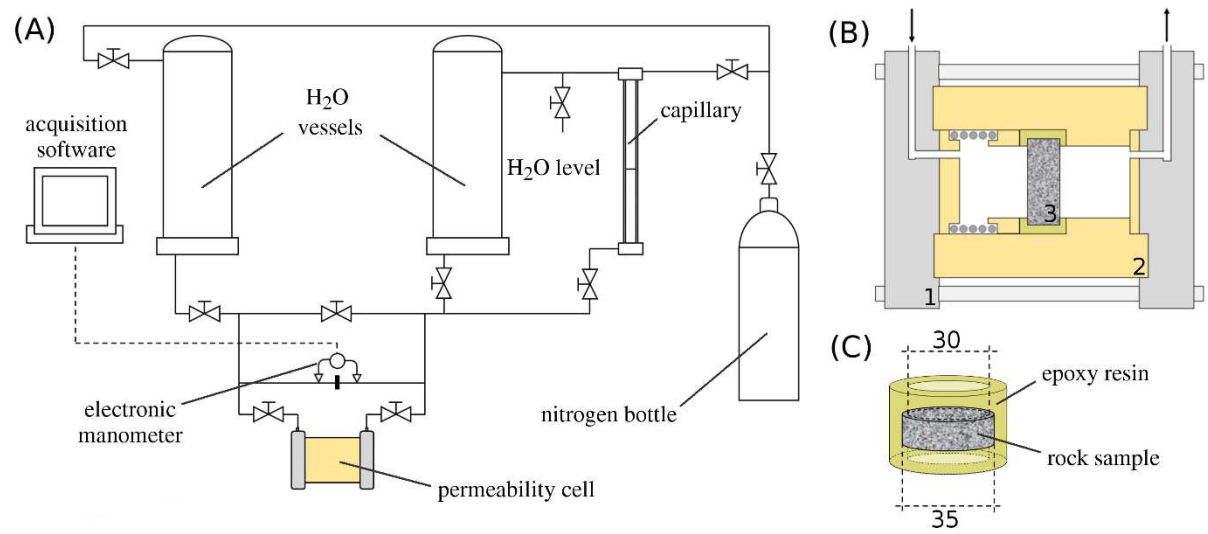 (A)
acquisition
software
H2O
vessels
H2O level
capillary
electronic
manometer
permeability cell
nitrogen bottle
(B)
1
2
3
(C)
30
epoxy resin
rock sample
35